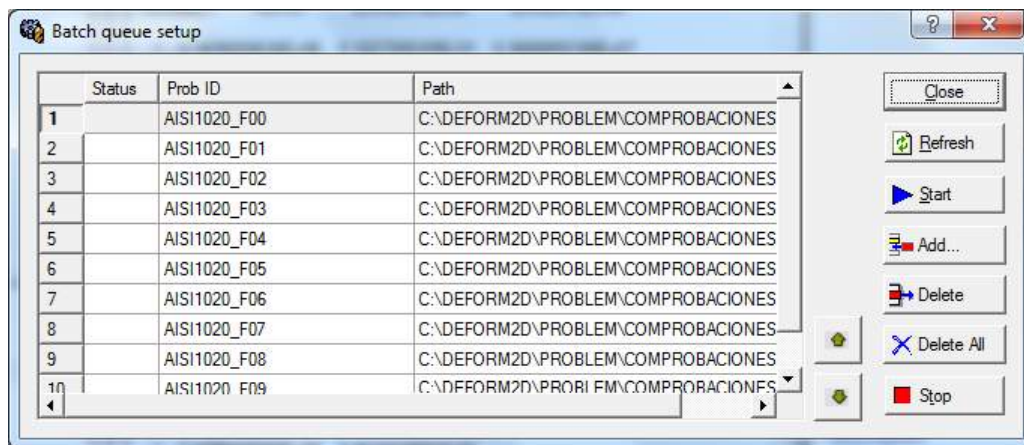 Batch queue setup
Status Prob ID Path
1 AISI1020_F00 C:\DEFORM2D\PROBLEM\COMPROBACIONES
2 AISI1020_F01 C:\DEFORM2D\PROBLEM\COMPROBACIONES
3 AISI1020_F02 C:\DEFORM2D\PROBLEM\COMPROBACIONES
4 AISI1020_F03 C:\DEFORM2D\PROBLEM\COMPROBACIONES
5 AISI1020_F04 C:\DEFORM2D\PROBLEM\COMPROBACIONES
6 AISI1020_F05 C:\DEFORM2D\PROBLEM\COMPROBACIONES
7 AISI1020_F06 C:\DEFORM2D\PROBLEM\COMPROBACIONES
8 AISI1020_F07 C:\DEFORM2D\PROBLEM\COMPROBACIONES
9 AISI1020_F08 C:\DEFORM2D\PROBLEM\COMPROBACIONES
10 AISI1020_F09 C:\DEFORM2D\PROBLEM\COMPROBACIONES
Close
Refresh
Start
Add...
Delete
Delete All
Stop